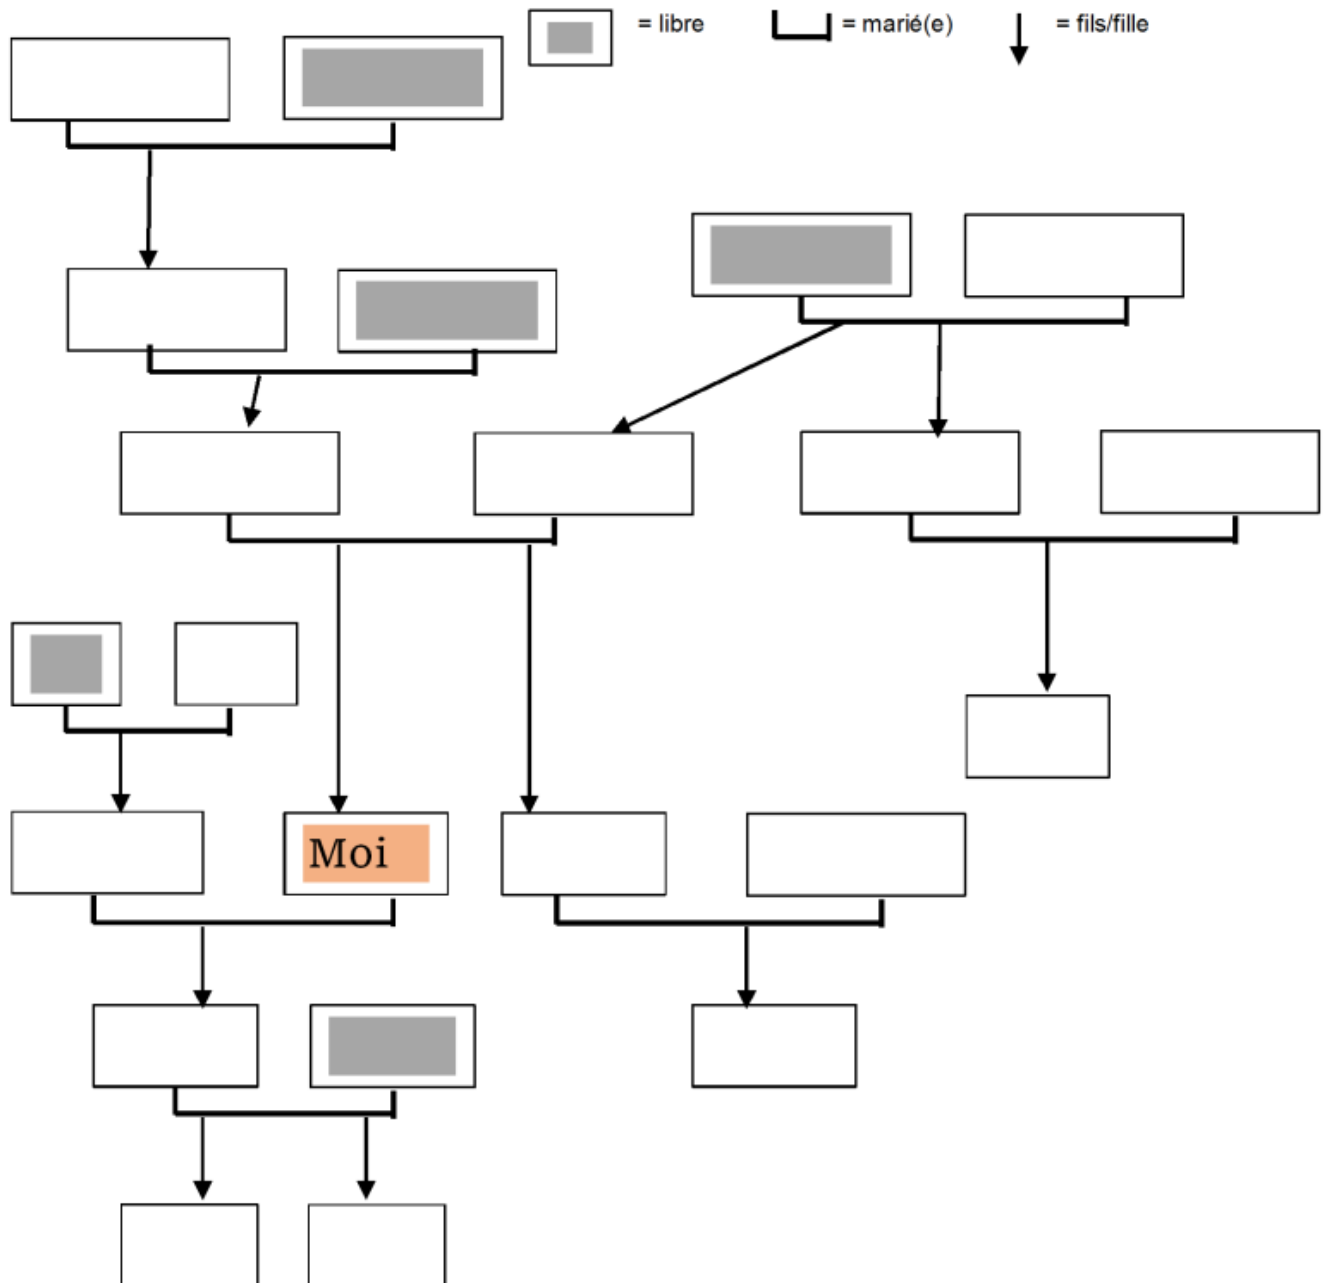 = libre
= marié(e)
= fils/fille
Moi